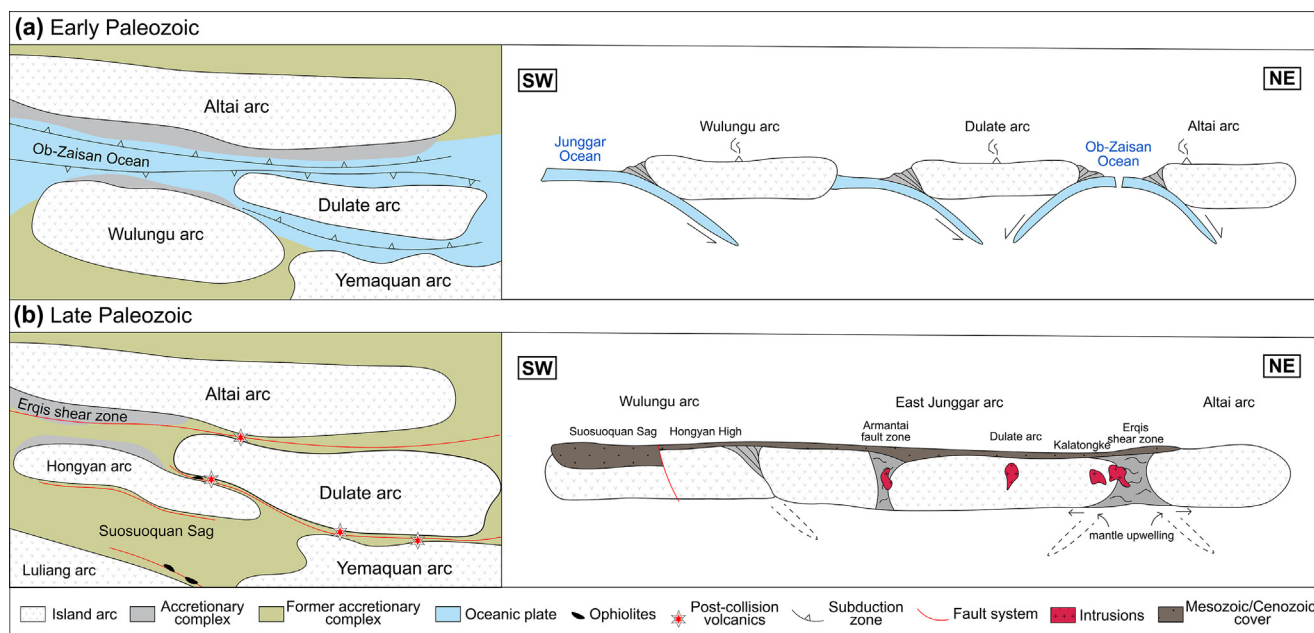 (a) Early Paleozoic
Altai arc
Ob-Zaisan Ocean
Dulate arc
Wulungu arc
Yemaquan arc
SW
NE
Junggar
Ocean
Wulungu arc
Dulate arc
Ob-Zaisan
Ocean
Altai arc
(b) Late Paleozoic
Altai arc
Erqis shear zone
Hongyan arc
Dulate arc
Suosuoquan Sag
Luliang arc
Yemaquan arc
SW
NE
Wulungu arc
East Junggar arc
Altai arc
Suosuoquan Sag
Hongyan High
Armantai
fault zone
Dulate arc
Kalatongke
Erqis
shear zone
mantle upwelling
Island arc
Accretionary
complex
Former accretionary
complex
Oceanic plate
Ophiolites
Post-collision
volcanics
Subduction
zone
Fault system
Intrusions
Mesozoic/Cenozoic
cover